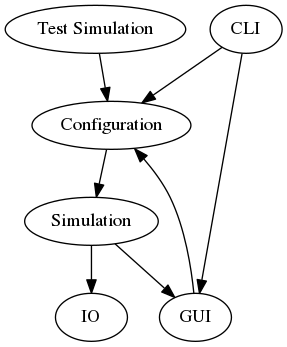 Test Simulation
CLI
Configuration
Simulation
IO
GUI